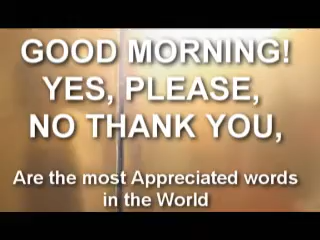 GOOD MORNING!
YES, PLEASE,
NO THANK YOU,
Are the most Appreciated words
in the World